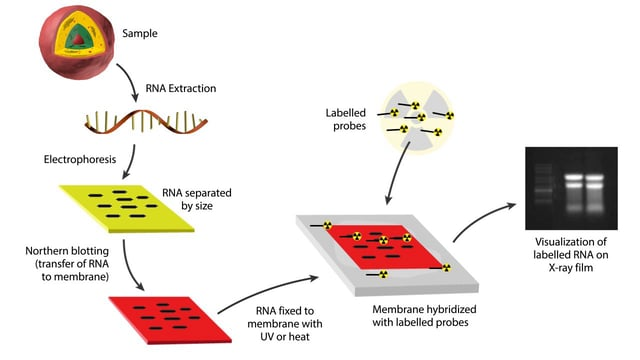 Sample
RNA Extraction
Electrophoresis
RNA separated
by size
Northern blotting
(transfer of RNA
to membrane)
RNA fixed to
membrane with
UV or heat
Labelled
probes
Membrane hybridized
with labelled probes
Visualization of
labelled RNA on
X-ray film